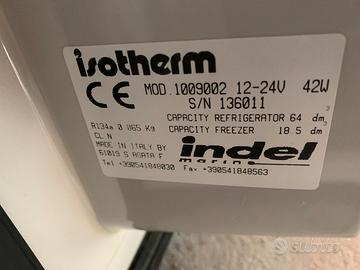 isotherm
CE MOD. 1009002 12-24V 42W
S/N 136011
CAPACITY REFRIGERATOR 64 dm3
R134a 0.065 Kg CAPACITY FREEZER 18.5 dm3
CL N
MADE IN ITALY BY
61019 S AGATA F
indel
marine
Tel +390541848030 Fax +390541848563
Subito